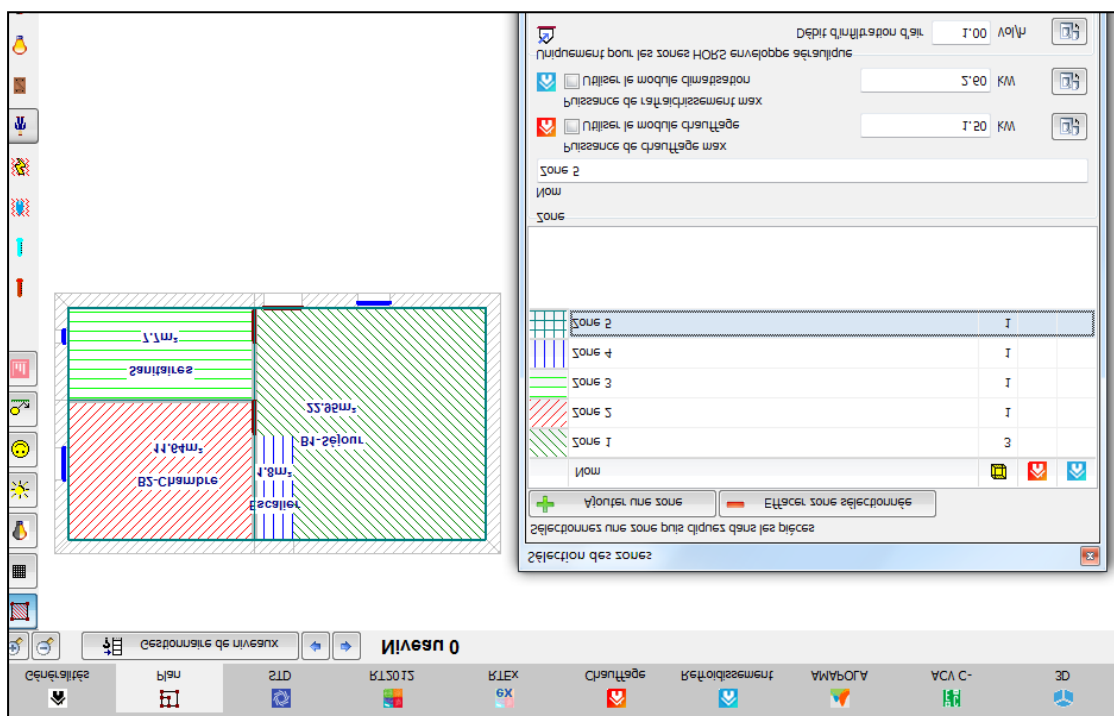 Généralités Plan STD RT2012 RTEx Chauffage Refroidissement AMAPOLA ACV C- 3D
Gestionnaire de niveaux Niveau 0
Sélection des zones
Sélectionnez une zone puis cliquez dans les pièces
Ajouter une zone Effacer zone sélectionnée
Nom
Zone 1 3
Zone 2 1
Zone 3 1
Zone 4 1
Zone 5 1
Zone
Nom
Zone 5
Puissance de chauffage max
Utiliser le module chauffage 1.50 kW
Puissance de rafraichissement max
Utiliser le module climatisation 2.60 kW
Uniquement pour les zones HORS enveloppe aéraulique
Débit d'infiltration d'air 1.00 Vol/h
Escalier
1.8m²
B2-Chambre
11.64m²
B1-Séjour
22.95m²
Sanitaires
7.7m²